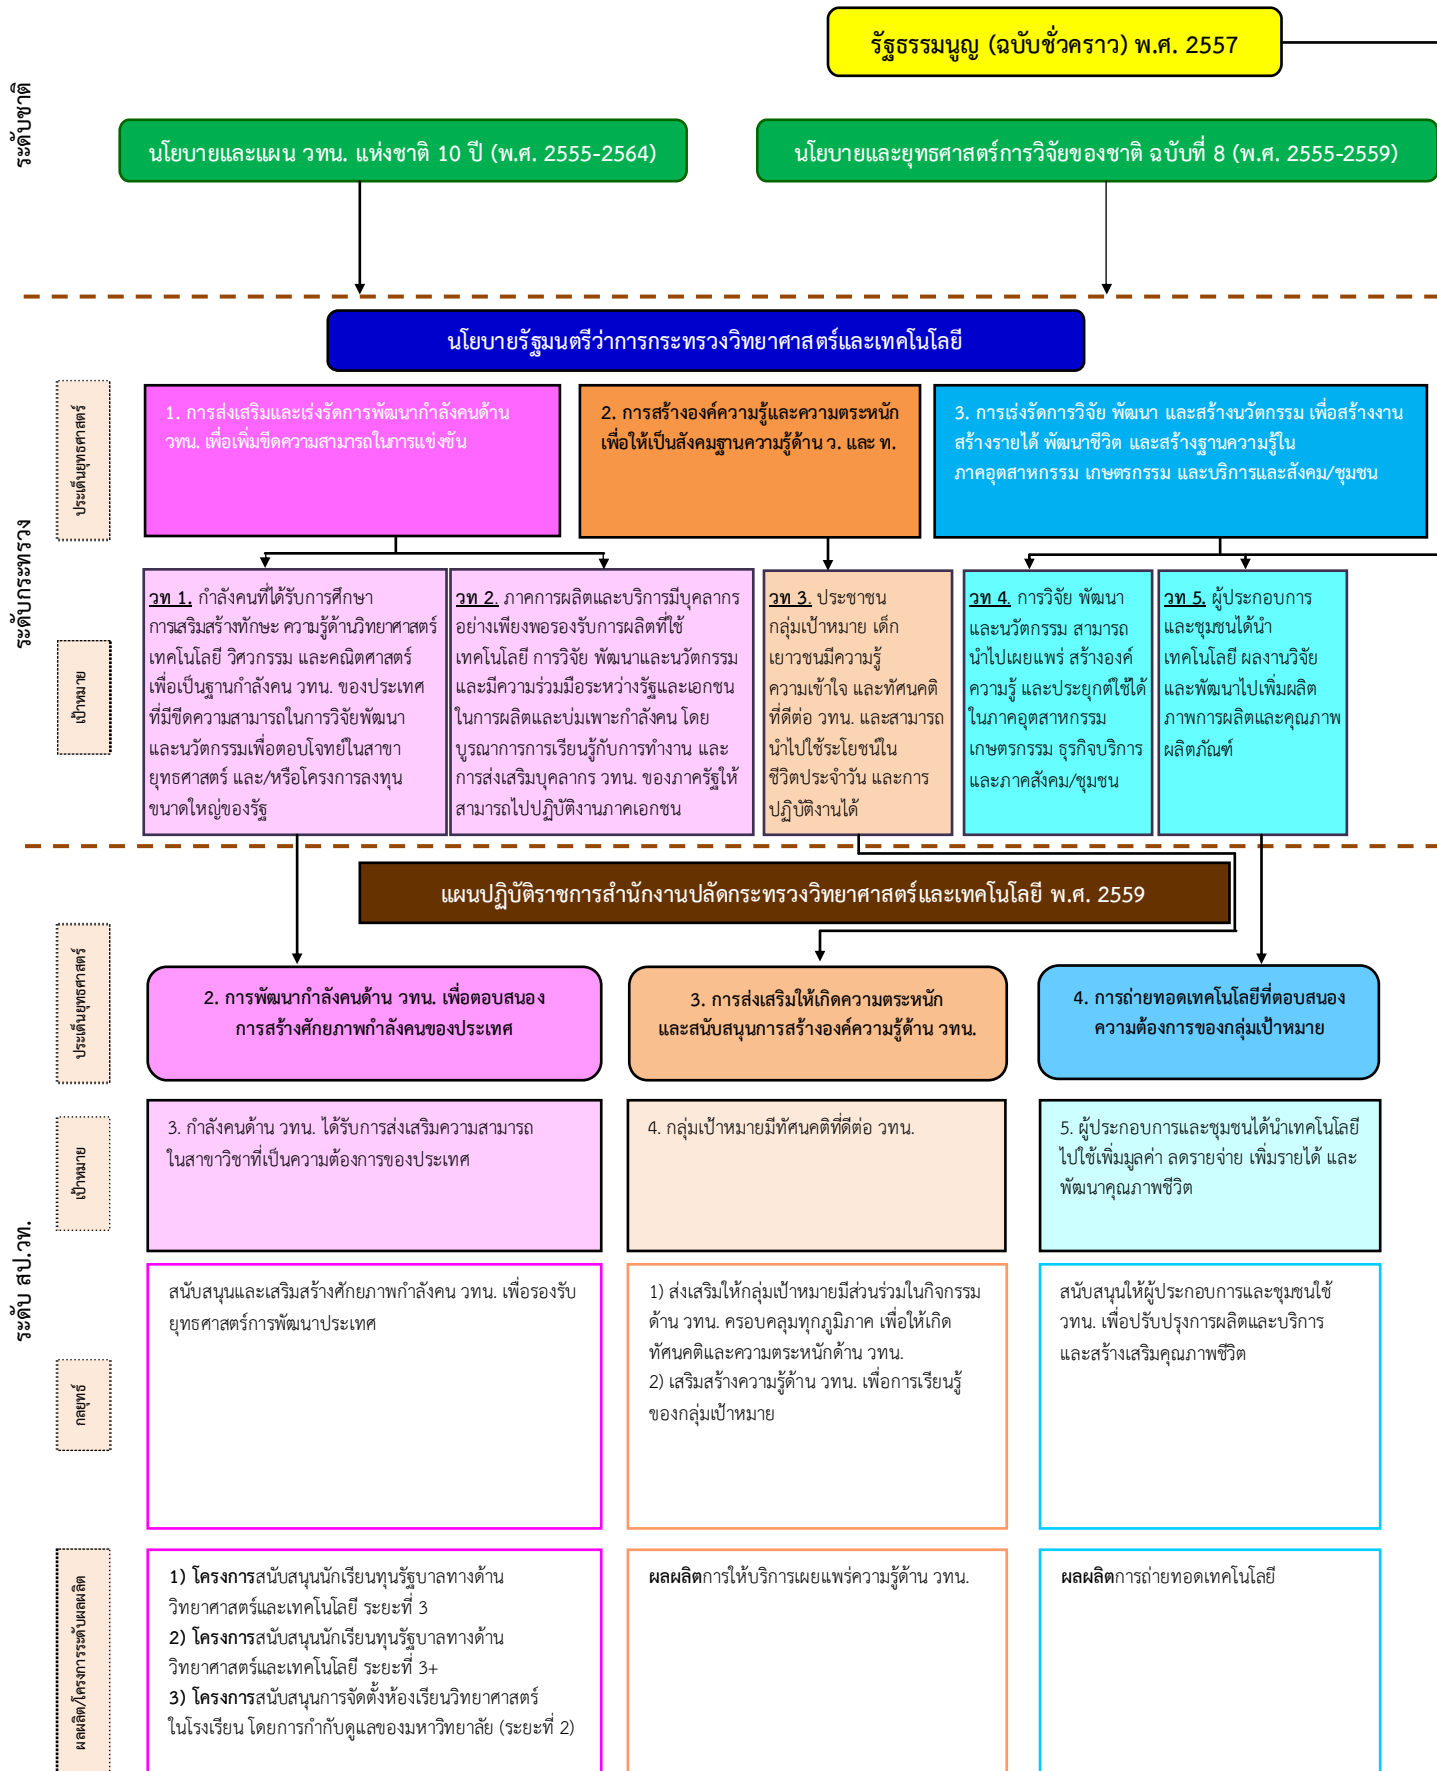 รัฐธรรมนูญ (ฉบับชั่วคราว) พ.ศ. 2557
ระดับชาติ
นโยบายและแผน วทน. แห่งชาติ 10 ปี (พ.ศ. 2555-2564)
นโยบายและยุทธศาสตร์การวิจัยของชาติ ฉบับที่ 8 (พ.ศ. 2555-2559)
นโยบายรัฐมนตรีว่าการกระทรวงวิทยาศาสตร์และเทคโนโลยี
ระดับกระทรวง
ประเด็นยุทธศาสตร์
1. การส่งเสริมและเร่งรัดการพัฒนากำลังคนด้าน
วทน. เพื่อเพิ่มขีดความสามารถในการแข่งขัน
2. การสร้างองค์ความรู้และความตระหนัก
เพื่อให้เป็นสังคมฐานความรู้ด้าน ว. และ ท.
3. การเร่งรัดการวิจัย พัฒนา และสร้างนวัตกรรม เพื่อสร้างงาน
สร้างรายได้ พัฒนาชีวิต และสร้างฐานความรู้ใน
ภาคอุตสาหกรรม เกษตรกรรม และบริการและสังคม/ชุมชน
เป้าหมาย
วท 1. กำลังคนที่ได้รับการศึกษา
การเสริมสร้างทักษะ ความรู้ด้านวิทยาศาสตร์
เทคโนโลยี วิศวกรรม และคณิตศาสตร์
เพื่อเป็นฐานกำลังคน วทน. ของประเทศ
ที่มีขีดความสามารถในการวิจัยพัฒนา
และนวัตกรรมเพื่อตอบโจทย์ในสาขา
ยุทธศาสตร์ และ/หรือโครงการลงทุน
ขนาดใหญ่ของรัฐ
วท 2. ภาคการผลิตและบริการมีบุคลากร
อย่างเพียงพอรองรับการผลิตที่ใช้
เทคโนโลยี การวิจัย พัฒนาและนวัตกรรม
และมีความร่วมมือระหว่างรัฐและเอกชน
ในการผลิตและบ่มเพาะกำลังคน โดย
บูรณาการการเรียนรู้กับการทำงาน และ
การส่งเสริมบุคลากร วทน. ของภาครัฐให้
สามารถไปปฏิบัติงานภาคเอกชน
วท 3. ประชาชน
กลุ่มเป้าหมาย เด็ก
เยาวชนมีความรู้
ความเข้าใจ และทัศนคติ
ที่ดีต่อ วทน. และสามารถ
นำไปใช้ระโยชน์ใน
ชีวิตประจำวัน และการ
ปฏิบัติงานได้
วท 4. การวิจัย พัฒนา
และนวัตกรรม สามารถ
นำไปเผยแพร่ สร้างองค์
ความรู้ และประยุกต์ใช้ได้
ในภาคอุตสาหกรรม
เกษตรกรรม ธุรกิจบริการ
และภาคสังคม/ชุมชน
วท 5. ผู้ประกอบการ
และชุมชนได้นำ
เทคโนโลยี ผลงานวิจัย
และพัฒนาไปเพิ่มผลิต
ภาพการผลิตและคุณภาพ
ผลิตภัณฑ์
แผนปฏิบัติราชการสำนักงานปลัดกระทรวงวิทยาศาสตร์และเทคโนโลยี พ.ศ. 2559
ระดับ สป.วท.
ประเด็นยุทธศาสตร์
2. การพัฒนากำลังคนด้าน วทน. เพื่อตอบสนอง
การสร้างศักยภาพกำลังคนของประเทศ
3. การส่งเสริมให้เกิดความตระหนัก
และสนับสนุนการสร้างองค์ความรู้ด้าน วทน.
4. การถ่ายทอดเทคโนโลยีที่ตอบสนอง
ความต้องการของกลุ่มเป้าหมาย
เป้าหมาย
3. กำลังคนด้าน วทน. ได้รับการส่งเสริมความสามารถ
ในสาขาวิชาที่เป็นความต้องการของประเทศ
4. กลุ่มเป้าหมายมีทัศนคติที่ดีต่อ วทน.
5. ผู้ประกอบการและชุมชนได้นำเทคโนโลยี
ไปใช้เพิ่มมูลค่า ลดรายจ่าย เพิ่มรายได้ และ
พัฒนาคุณภาพชีวิต
กลยุทธ์
สนับสนุนและเสริมสร้างศักยภาพกำลังคน วทน. เพื่อรองรับ
ยุทธศาสตร์การพัฒนาประเทศ
1) ส่งเสริมให้กลุ่มเป้าหมายมีส่วนร่วมในกิจกรรม
ด้าน วทน. ครอบคลุมทุกภูมิภาค เพื่อให้เกิด
ทัศนคติและความตระหนักด้าน วทน.
2) เสริมสร้างความรู้ด้าน วทน. เพื่อการเรียนรู้
ของกลุ่มเป้าหมาย
สนับสนุนให้ผู้ประกอบการและชุมชนใช้
วทน. เพื่อปรับปรุงการผลิตและบริการ
และสร้างเสริมคุณภาพชีวิต
ผลผลิต/โครงการระดับผลผลิต
1) โครงการสนับสนุนนักเรียนทุนรัฐบาลทางด้าน
วิทยาศาสตร์และเทคโนโลยี ระยะที่ 3
2) โครงการสนับสนุนนักเรียนทุนรัฐบาลทางด้าน
วิทยาศาสตร์และเทคโนโลยี ระยะที่ 3+
3) โครงการสนับสนุนการจัดตั้งห้องเรียนวิทยาศาสตร์
ในโรงเรียน โดยการกำกับดูแลของมหาวิทยาลัย (ระยะที่ 2)
ผลผลิตการให้บริการเผยแพร่ความรู้ด้าน วทน.
ผลผลิตการถ่ายทอดเทคโนโลยี